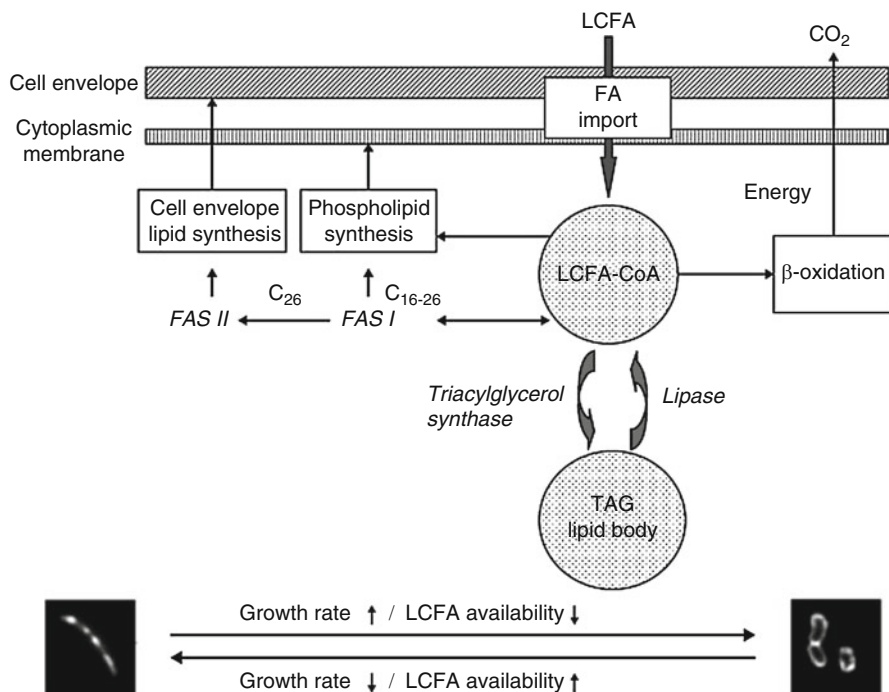 LCFA
CO2
Cell envelope
FA
import
Cytoplasmic
membrane
Energy
Cell envelope
lipid synthesis
Phospholipid
synthesis
LCFA-CoA
β-oxidation
C26
C16-26
FAS II
FAS I
Triacylglycerol
synthase
Lipase
TAG
lipid body
Growth rate ↑ / LCFA availability ↓
Growth rate ↓ / LCFA availability ↑